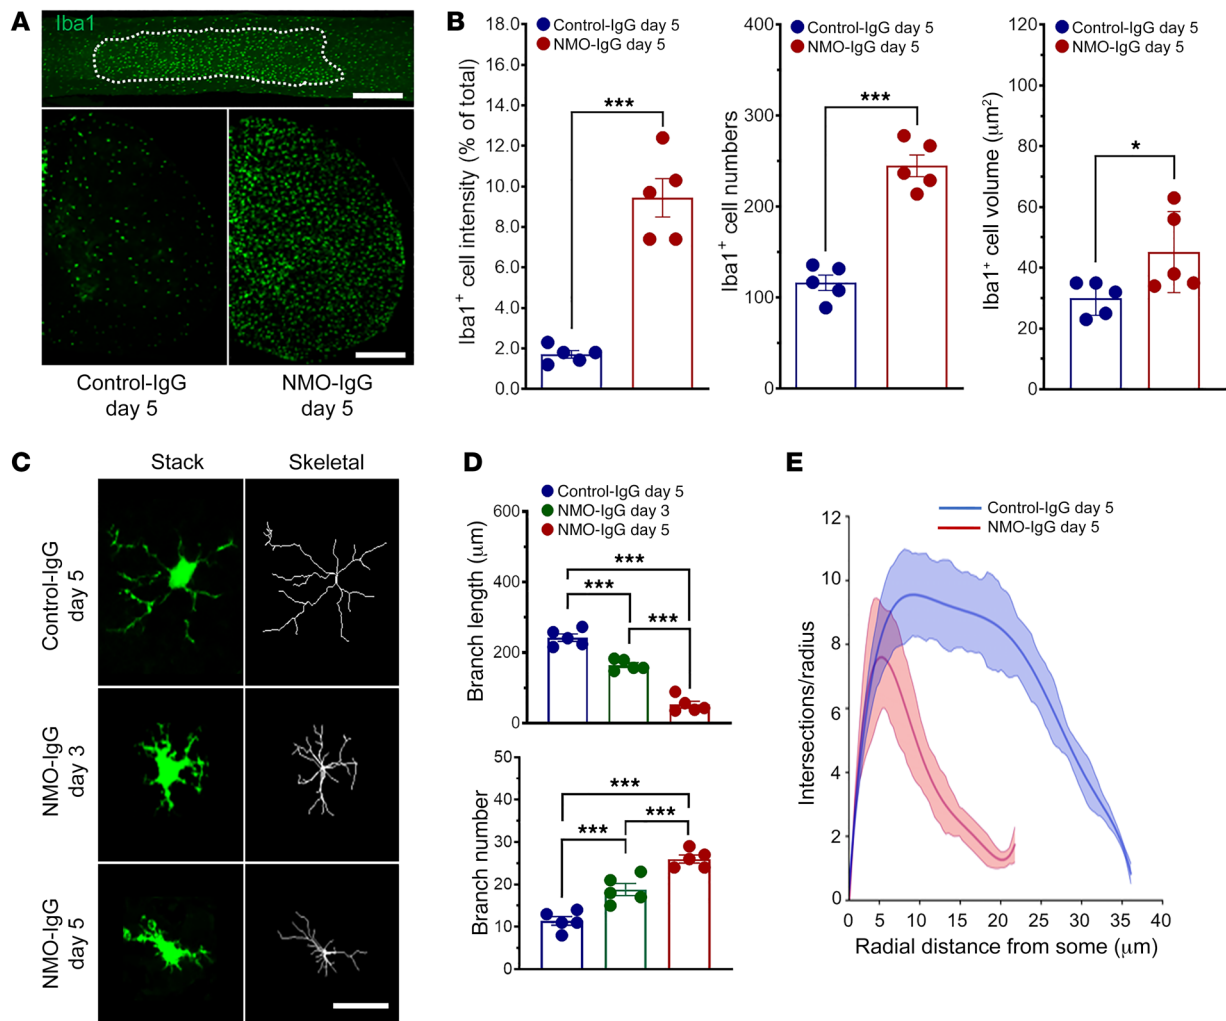 A
Iba1
Control-IgG
day 5
NMO-IgG
day 5
B
Iba1+ cell intensity (% of total)
18.0
16.0
14.0
12.0
10.0
8.0
6.0
4.0
2.0
0.0
Control-IgG day 5
NMO-IgG day 5
***
Iba1+ cell numbers
400
300
200
100
0
Control-IgG day 5
NMO-IgG day 5
***
Iba1+ cell volume (μm2)
120
100
80
60
40
20
0
Control-IgG day 5
NMO-IgG day 5
*
C
Stack
Skeletal
Control-IgG
day 5
NMO-IgG
day 3
NMO-IgG
day 5
D
Control-IgG day 5
NMO-IgG day 3
NMO-IgG day 5
Branch length (μm)
600
400
200
0
***
***
***
Branch number
50
40
30
20
10
0
***
***
***
E
Control-IgG day 5
NMO-IgG day 5
Intersections/radius
12
10
8
6
4
2
0
0
5
10
15
20
25
30
35
40
Radial distance from some (μm)